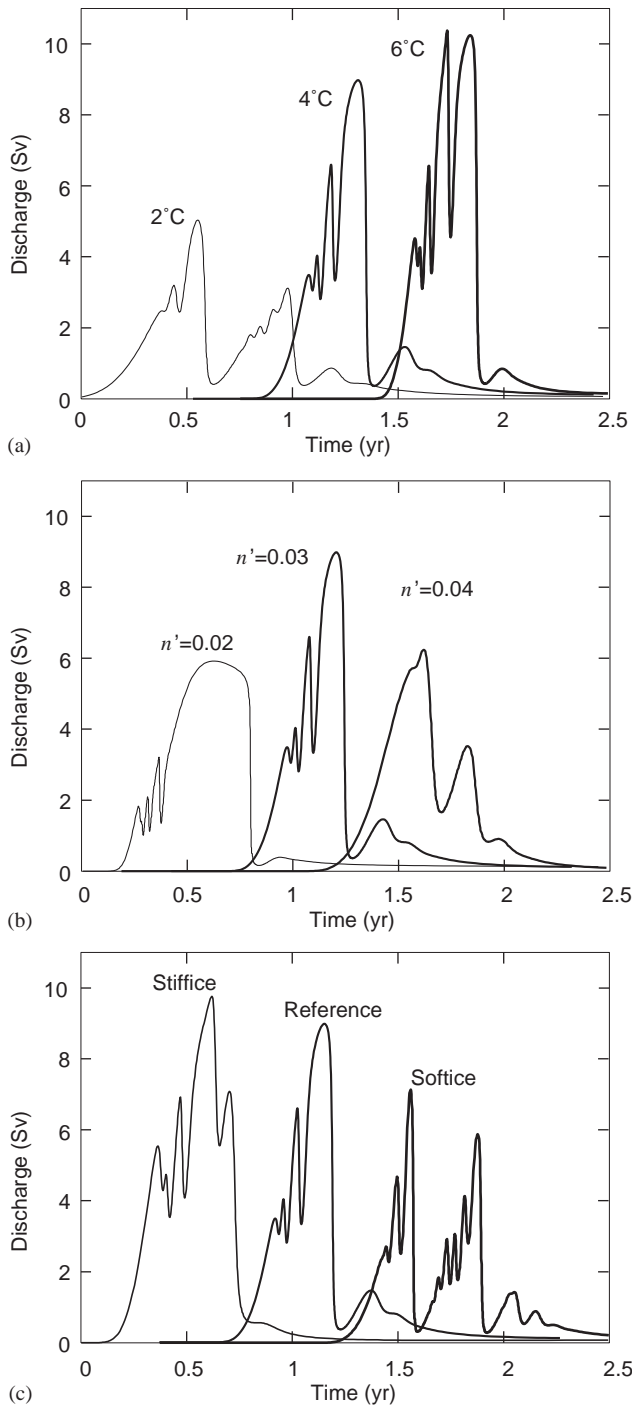 10
8
6
4
2
0
Discharge (Sv)
2°C
4°C
6°C
0
0.5
1
1.5
2
2.5
Time (yr)
(a)
10
8
6
4
2
0
Discharge (Sv)
n'=0.02
n'=0.03
n'=0.04
0
0.5
1
1.5
2
2.5
Time (yr)
(b)
10
8
6
4
2
0
Discharge (Sv)
Stiffice
Reference
Softice
0
0.5
1
1.5
2
2.5
Time (yr)
(c)